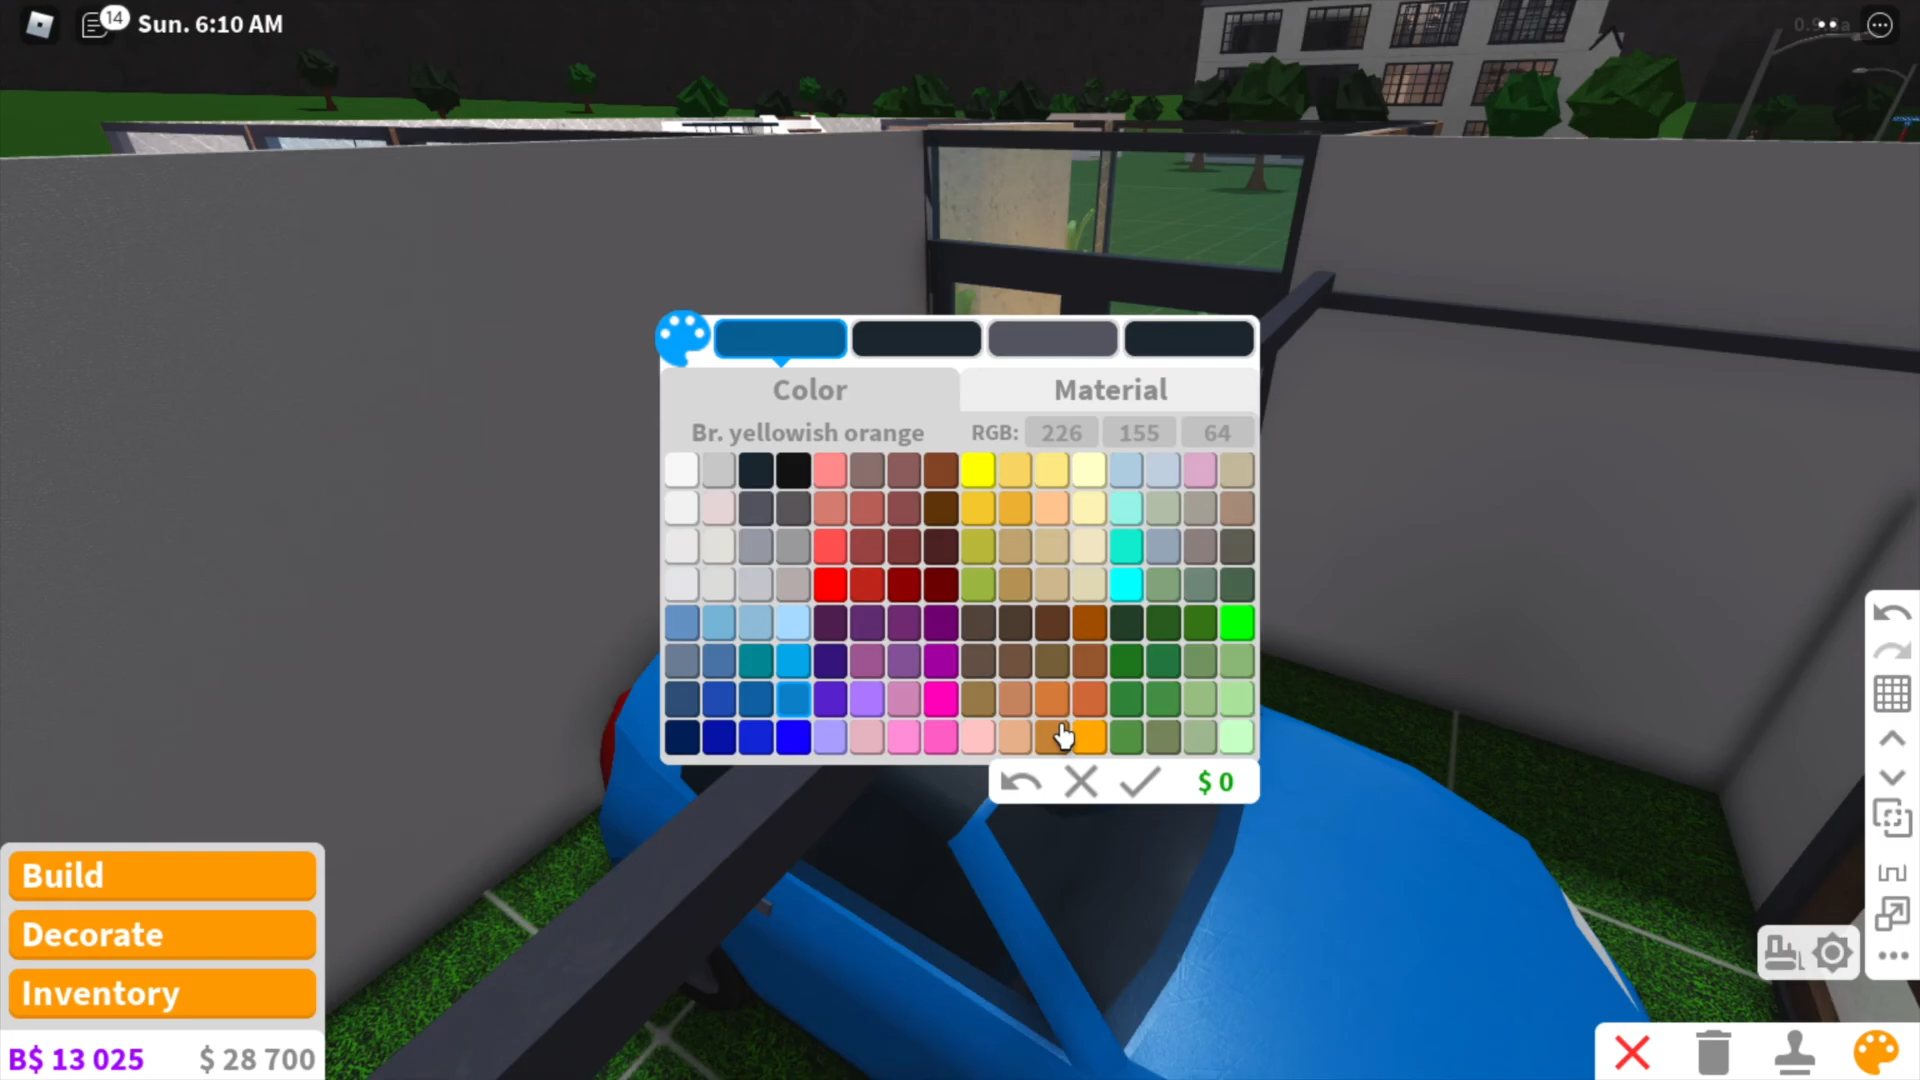 14 Sun. 6:10 AM
Color Material
Br. yellowish orange RGB: 226 155 64
$ 0
Build
Decorate
Inventory
B$ 13 025 $ 28 700